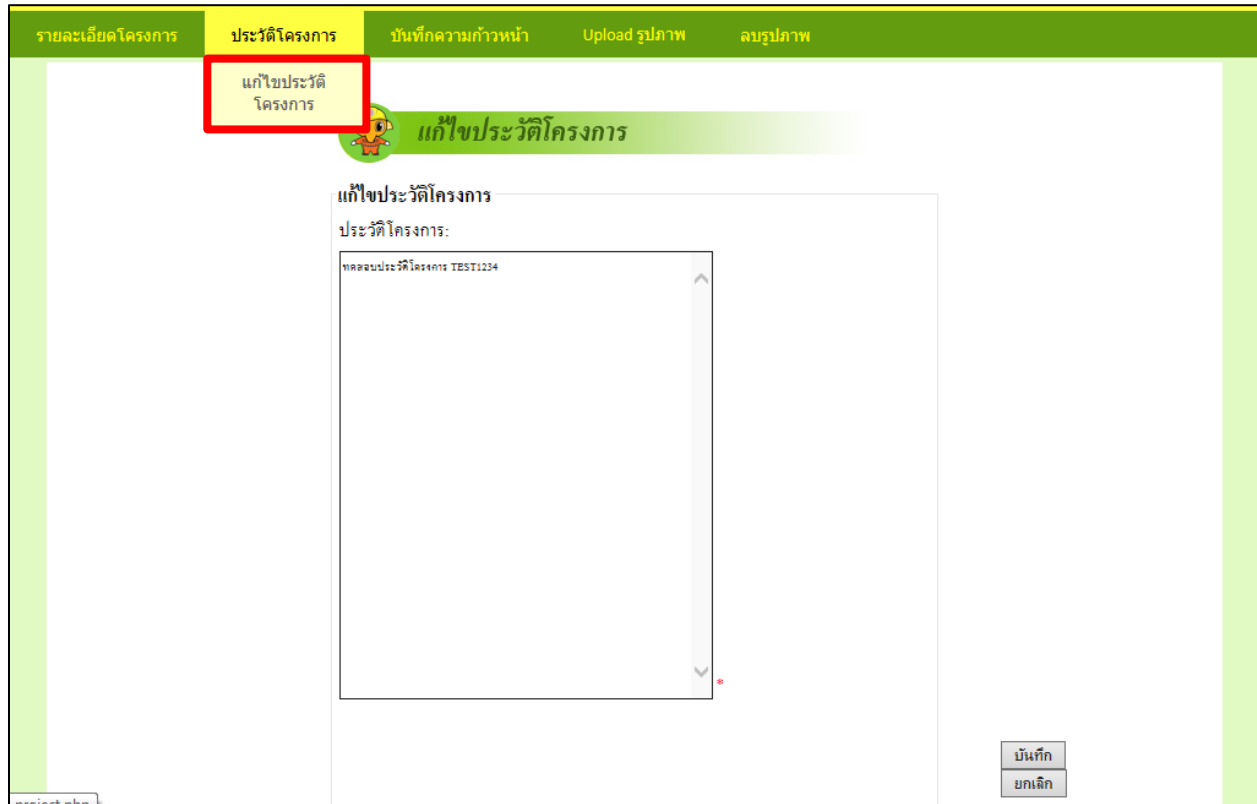 รายละเอียดโครงการ ประวัติโครงการ บันทึกความก้าวหน้า Upload รูปภาพ ลบรูปภาพ
แก้ไขประวัติ
โครงการ
แก้ไขประวัติโครงการ
แก้ไขประวัติโครงการ
ประวัติโครงการ:
ทดสอบประวัติโครงการ TEST1234
*
บันทึก
ยกเลิก
project.php